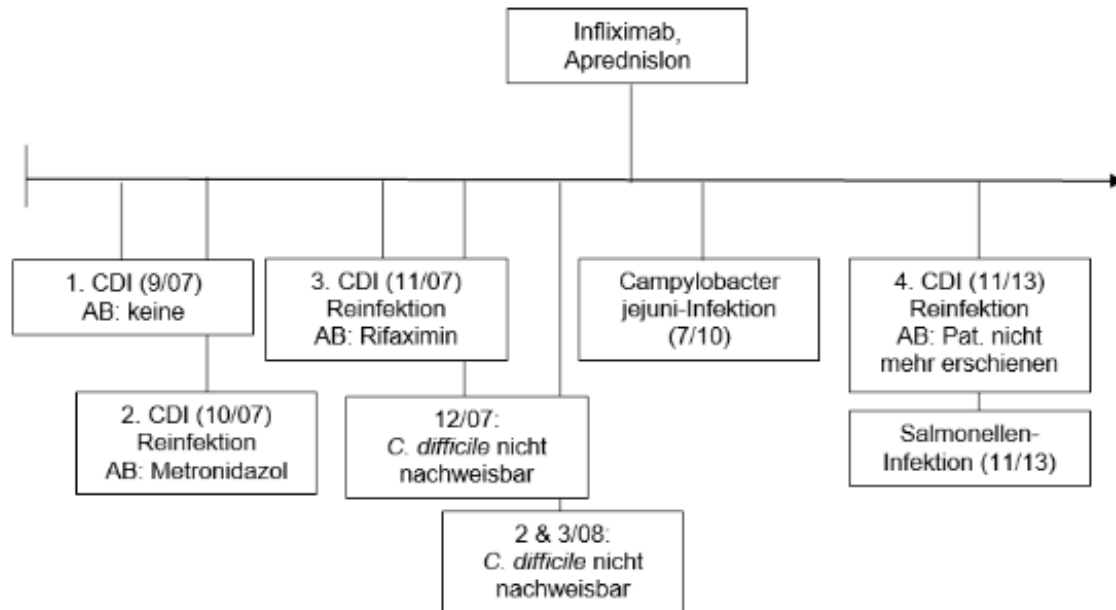 Infliximab,
Aprednislon
1. CDI (9/07)
AB: keine
2. CDI (10/07)
Reinfektion
AB: Metronidazol
3. CDI (11/07)
Reinfektion
AB: Rifaximin
12/07:
C. difficile nicht
nachweisbar
2 & 3/08:
C. difficile nicht
nachweisbar
Campylobacter
jejuni-Infektion
(7/10)
4. CDI (11/13)
Reinfektion
AB: Pat. nicht
mehr erschienen
Salmonellen-
Infektion (11/13)